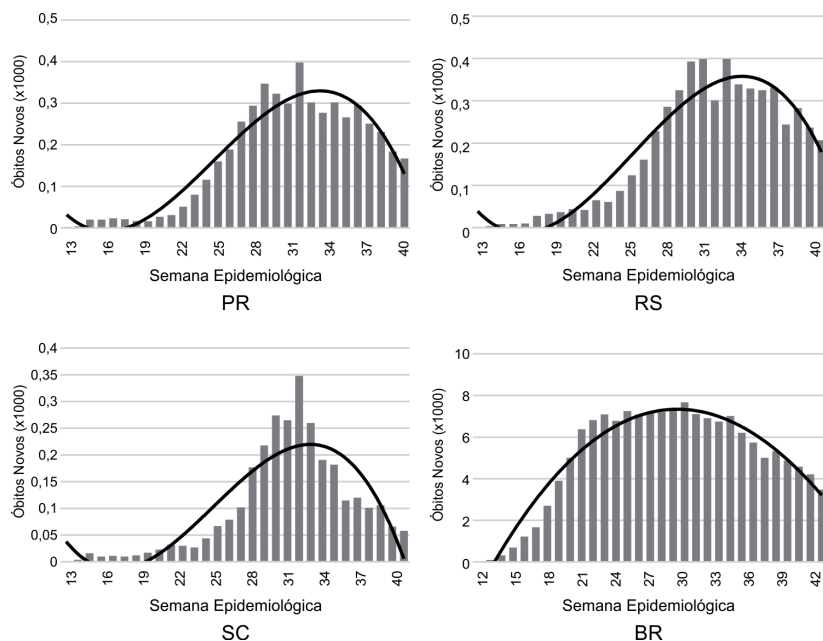 0,5
0,4
0,3
0,2
0,1
0
Óbitos Novos (x1000)
13 16 19 22 25 28 31 34 37 40
Semana Epidemiológica
PR
0,5
0,4
0,3
0,2
0,1
0
Óbitos Novos (x1000)
13 16 19 22 25 28 31 34 37 40
Semana Epidemiológica
RS
0,4
0,35
0,3
0,25
0,2
0,15
0,1
0,05
0
Óbitos Novos (x1000)
13 16 19 22 25 28 31 34 37 40
Semana Epidemiológica
SC
10
8
6
4
2
0
Óbitos Novos (x1000)
12 15 18 21 24 27 30 33 36 39 42
Semana Epidemiológica
BR